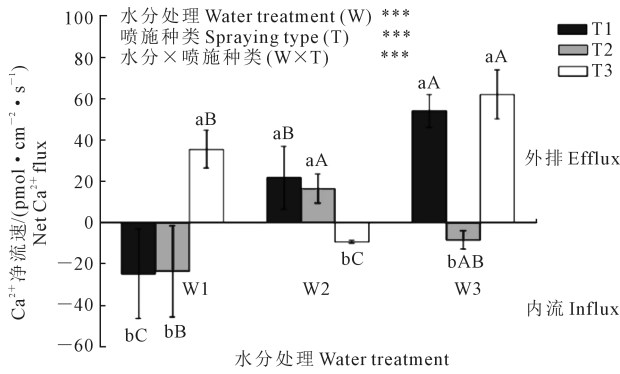 水分处理 Water treatment (W) ***
喷施种类 Spraying type (T) ***
水分×喷施种类 (W×T) ***
T1
T2
T3
Ca²⁺净流速/(pmol·cm⁻²·s⁻¹)
Net Ca²⁺ flux
100
80
60
40
20
0
−20
−40
−60
aB
aB
aA
aA
aA
bC
bB
bC
bAB
W1
W2
W3
外排 Efflux
内流 Influx
水分处理 Water treatment